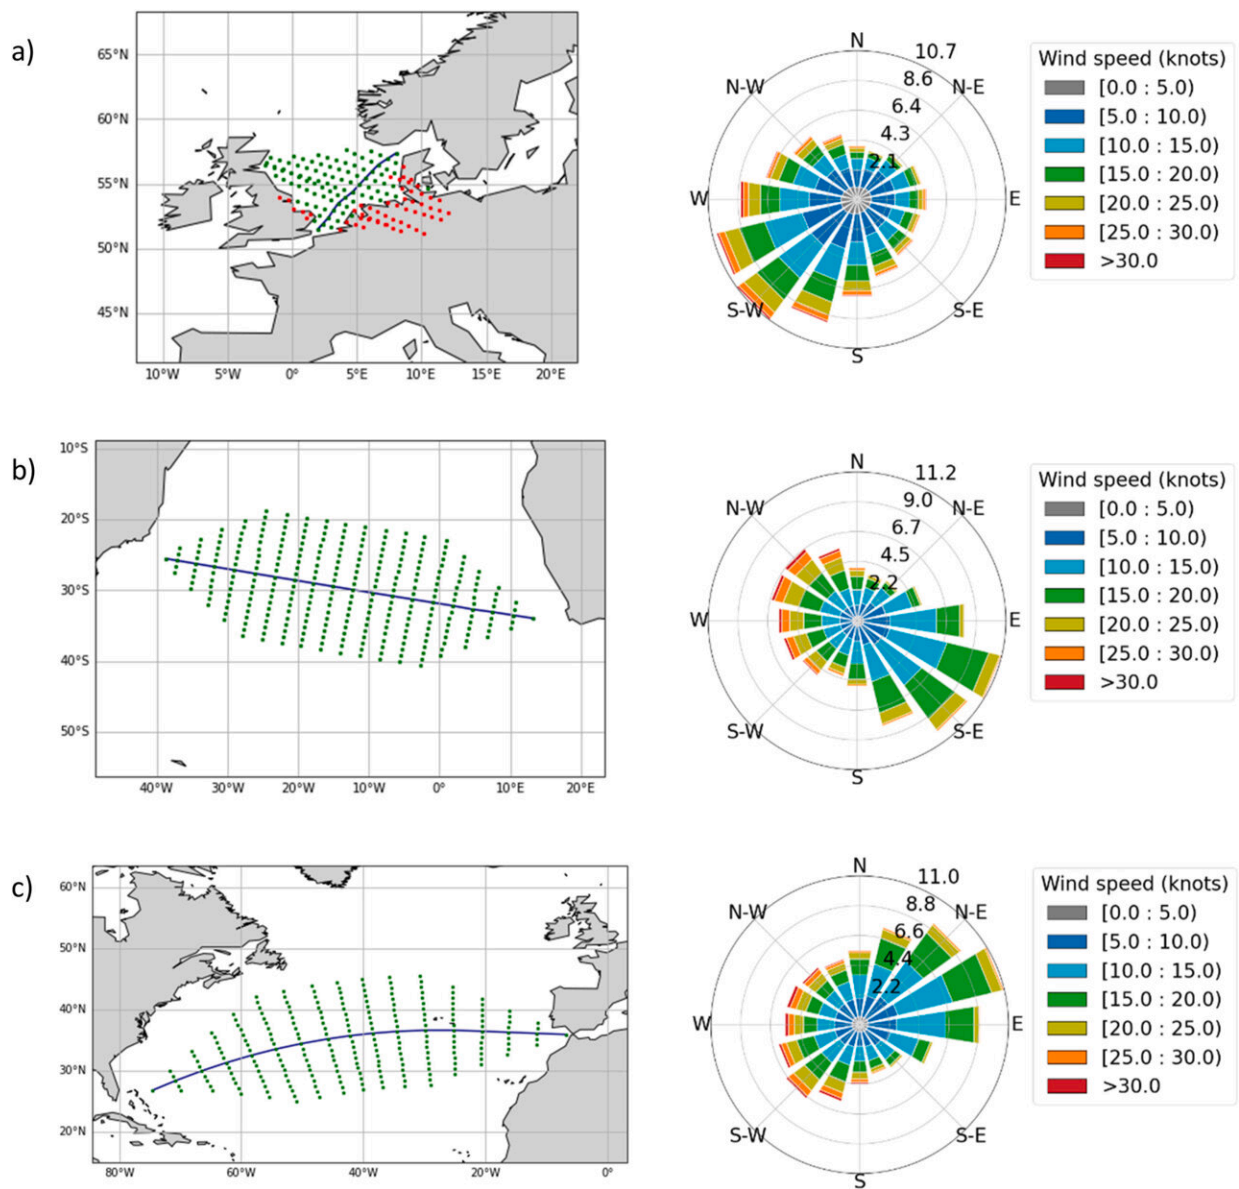 a)
65°N
60°N
55°N
50°N
45°N
10°W 5°W 0° 5°E 10°E 15°E 20°E
N
10.7
8.6
6.4
4.3
2.1
N-W
N-E
W
E
S-W
S-E
S
Wind speed (knots)
[0.0 : 5.0)
[5.0 : 10.0)
[10.0 : 15.0)
[15.0 : 20.0)
[20.0 : 25.0)
[25.0 : 30.0)
>30.0
b)
10°S
20°S
30°S
40°S
50°S
40°W 30°W 20°W 10°W 0° 10°E 20°E
N
11.2
9.0
6.7
4.5
2.2
N-W
N-E
W
E
S-W
S-E
S
Wind speed (knots)
[0.0 : 5.0)
[5.0 : 10.0)
[10.0 : 15.0)
[15.0 : 20.0)
[20.0 : 25.0)
[25.0 : 30.0)
>30.0
c)
60°N
50°N
40°N
30°N
20°N
80°W 60°W 40°W 20°W 0°
N
11.0
8.8
6.6
4.4
2.2
N-W
N-E
W
E
S-W
S-E
S
Wind speed (knots)
[0.0 : 5.0)
[5.0 : 10.0)
[10.0 : 15.0)
[15.0 : 20.0)
[20.0 : 25.0)
[25.0 : 30.0)
>30.0